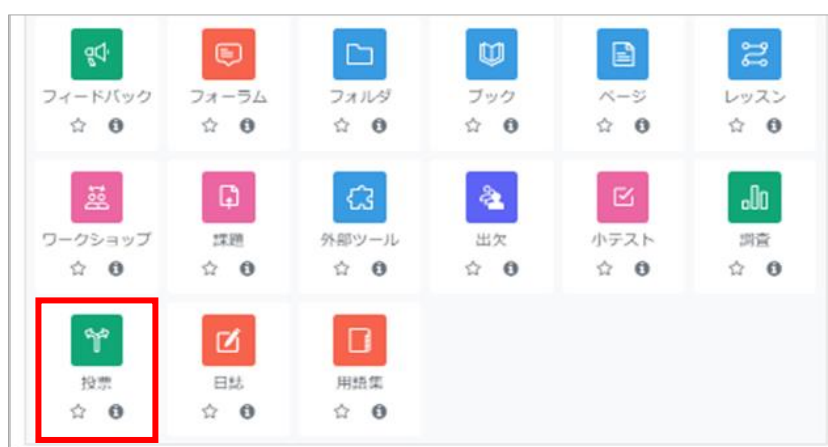 フィードバック フォーラム フォルダ ブック ページ レッスン
ワークショップ 課題 外部ツール 出欠 小テスト 調査
投票 日誌 用語集